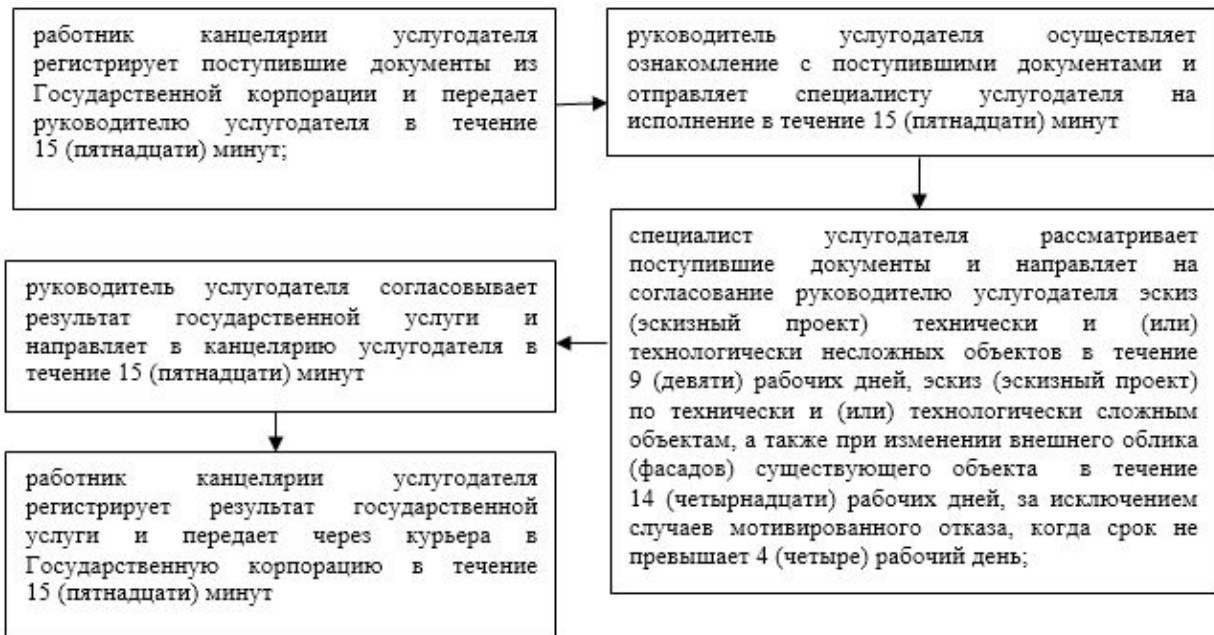 работник канцелярии услугодателя
регистрирует поступившие документы из
Государственной корпорации и передает
руководителю услугодателя в течение
15 (пятнадцати) минут;
руководитель услугодателя осуществляет
ознакомление с поступившими документами и
отправляет специалисту услугодателя на
исполнение в течение 15 (пятнадцати) минут
специалист услугодателя рассматривает
поступившие документы и направляет на
согласование руководителю услугодателя эскиз
(эскизный проект) технически и (или)
технологически несложных объектов в течение
9 (девяти) рабочих дней, эскиз (эскизный проект)
по технически и (или) технологически сложным
объектам, а также при изменении внешнего облика
(фасадов) существующего объекта в течение
14 (четырнадцати) рабочих дней, за исключением
случаев мотивированного отказа, когда срок не
превышает 4 (четыре) рабочий день;
руководитель услугодателя согласовывает
результат государственной услуги и
направляет в канцелярию услугодателя в
течение 15 (пятнадцати) минут
работник канцелярии услугодателя
регистрирует результат государственной
услуги и передает через курьера в
Государственную корпорацию в течение
15 (пятнадцати) минут